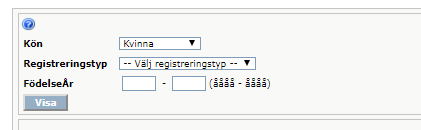 Kön Kvinna
Registreringstyp -- Välj registreringstyp --
FödelseÅr - (åååå - åååå)
Visa